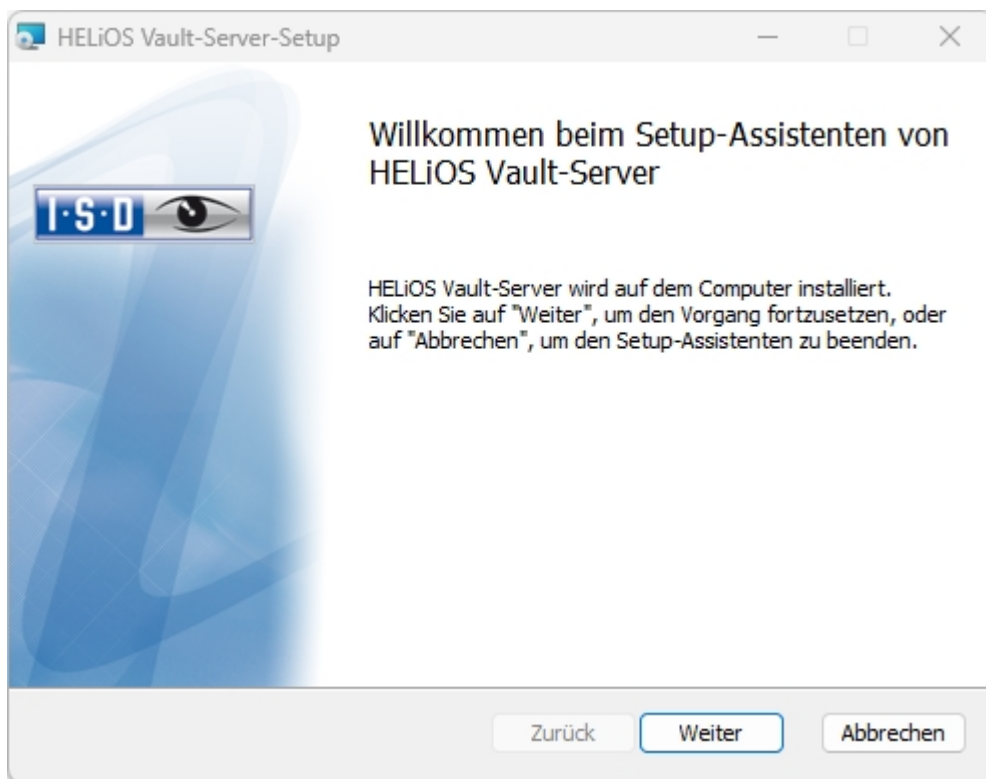 HELiOS Vault-Server-Setup
Willkommen beim Setup-Assistenten von
HELiOS Vault-Server
I·S·D
HELiOS Vault-Server wird auf dem Computer installiert.
Klicken Sie auf "Weiter", um den Vorgang fortzusetzen, oder
auf "Abbrechen", um den Setup-Assistenten zu beenden.
Zurück Weiter Abbrechen